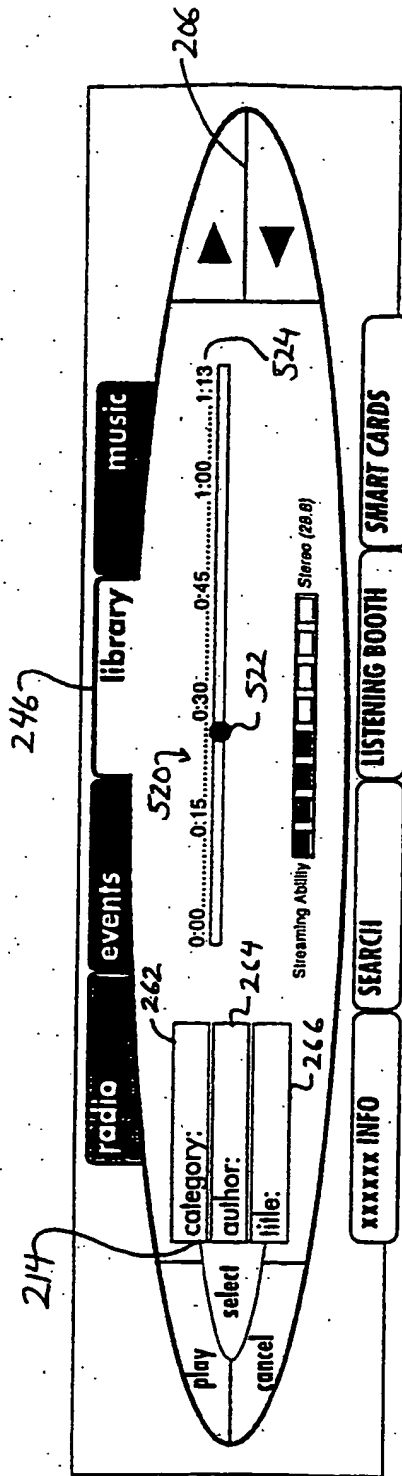 246
206
radio
events
library
music
214
262
play
select
cancel
category:
author:
title:
264
266
520
0:00 0:15 0:30 0:45 1:00 1:13
522
524
Streaming Ability
Stereo (28.8)
xxxxxx INFO
SEARCH
LISTENING BOOTH
SMART CARDS